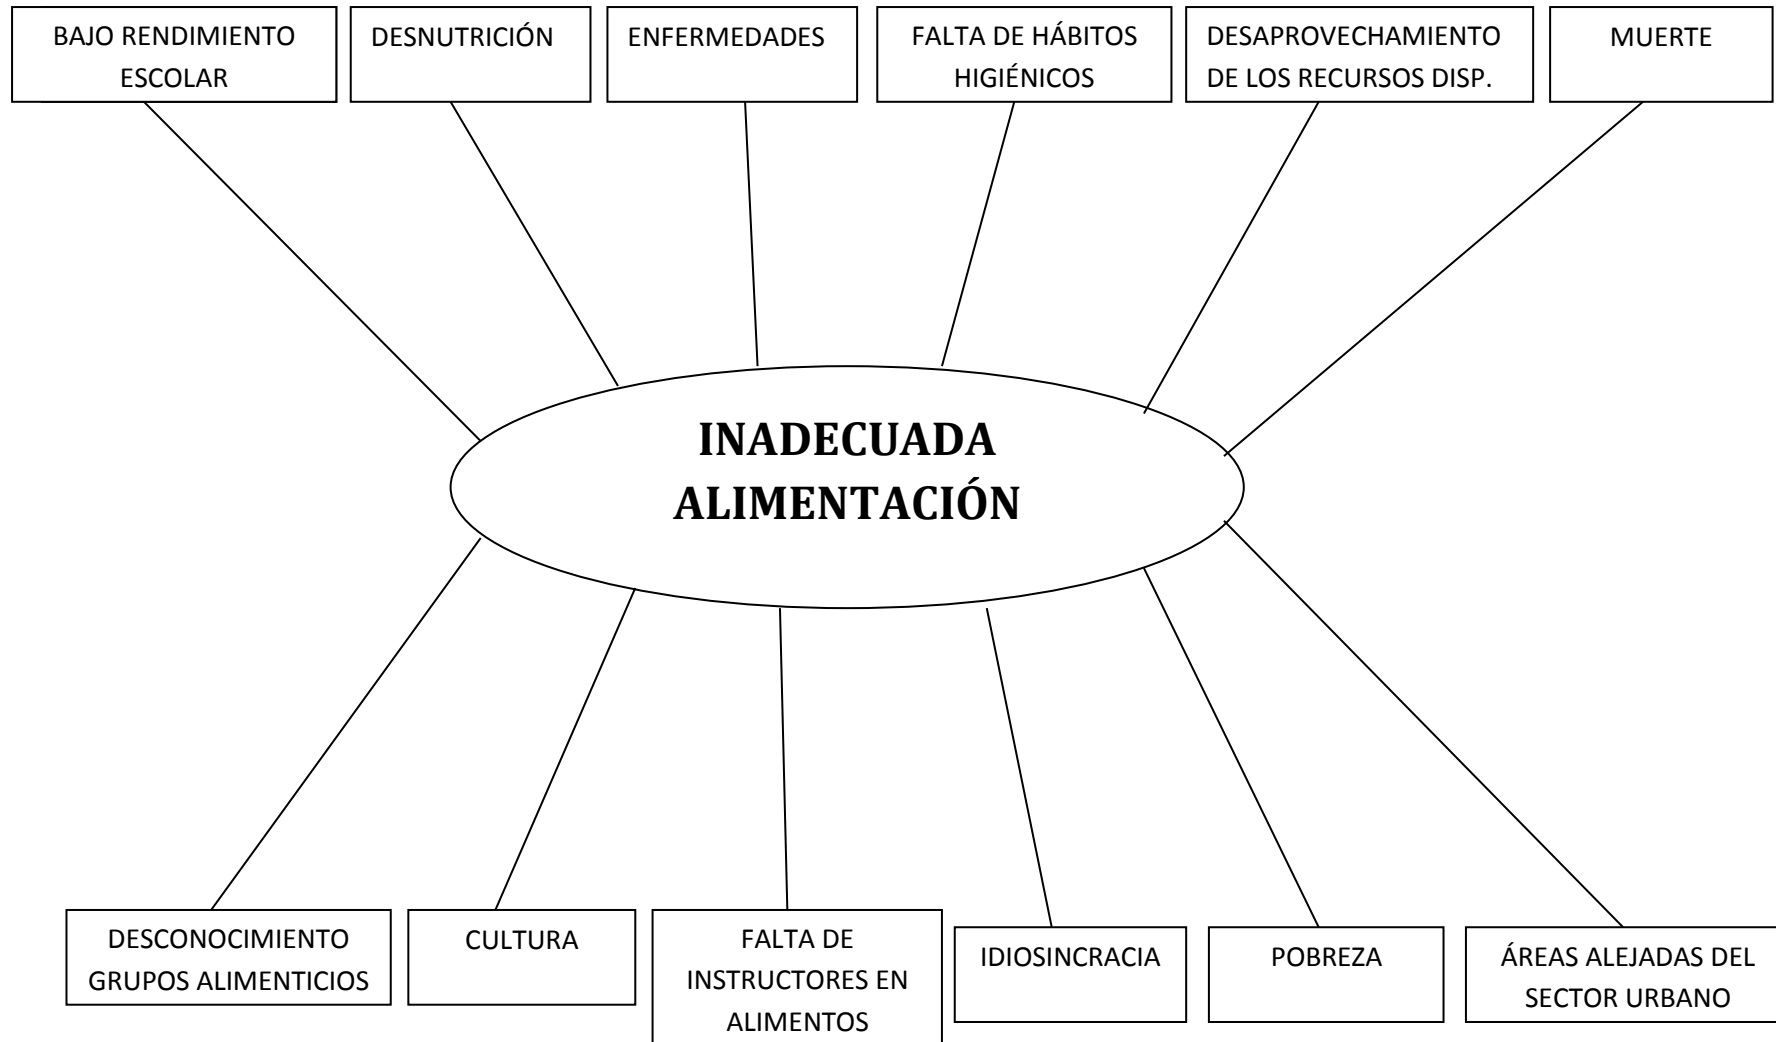 BAJO RENDIMIENTO
ESCOLAR
DESNUTRICIÓN
ENFERMEDADES
FALTA DE HÁBITOS
HIGIÉNICOS
DESAPROVECHAMIENTO
DE LOS RECURSOS DISP.
MUERTE
INADECUADA
ALIMENTACIÓN
DESCONOCIMIENTO
GRUPOS ALIMENTICIOS
CULTURA
FALTA DE
INSTRUCTORES EN
ALIMENTOS
IDIOSINCRACIA
POBREZA
ÁREAS ALEJADAS DEL
SECTOR URBANO